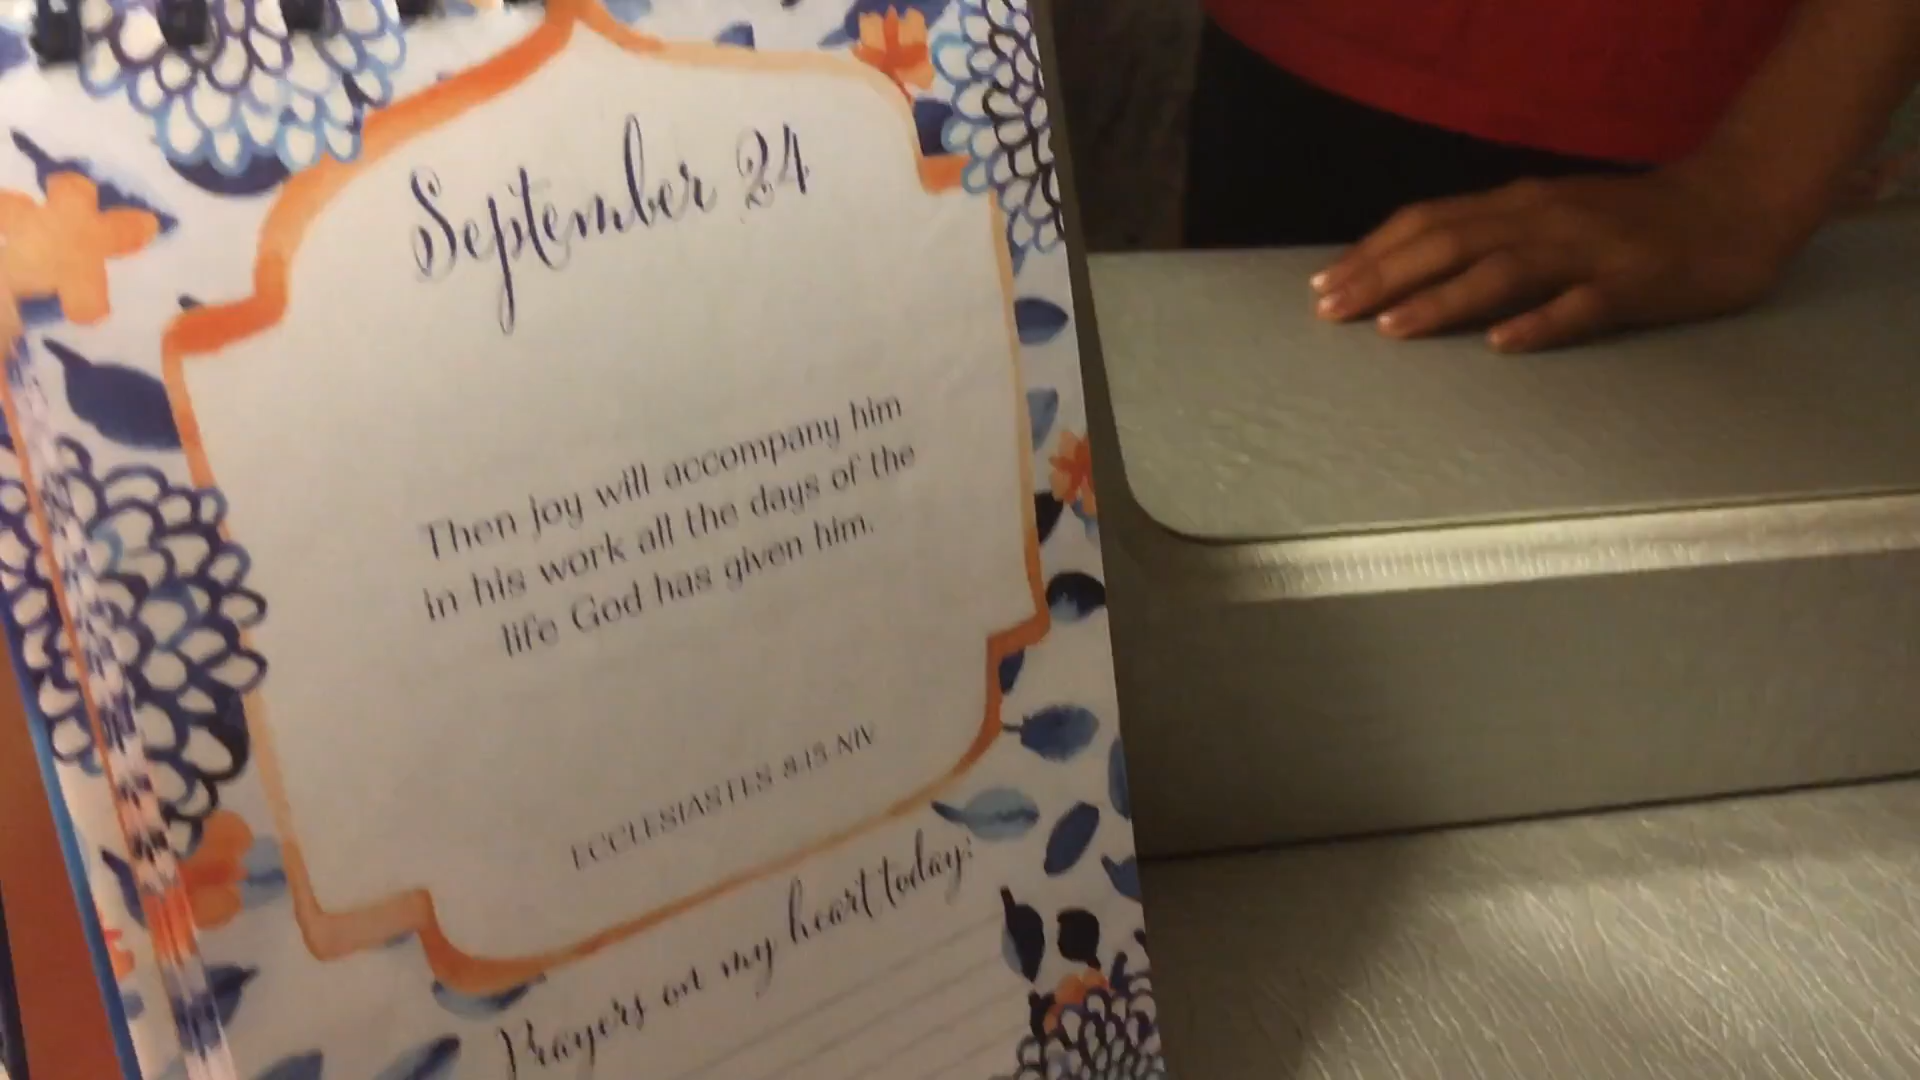 September 24
Then joy will accompany him
in his work all the days of the
life God has given him.
ECCLESIASTES 8:15 NIV
Prayers on my heart today: